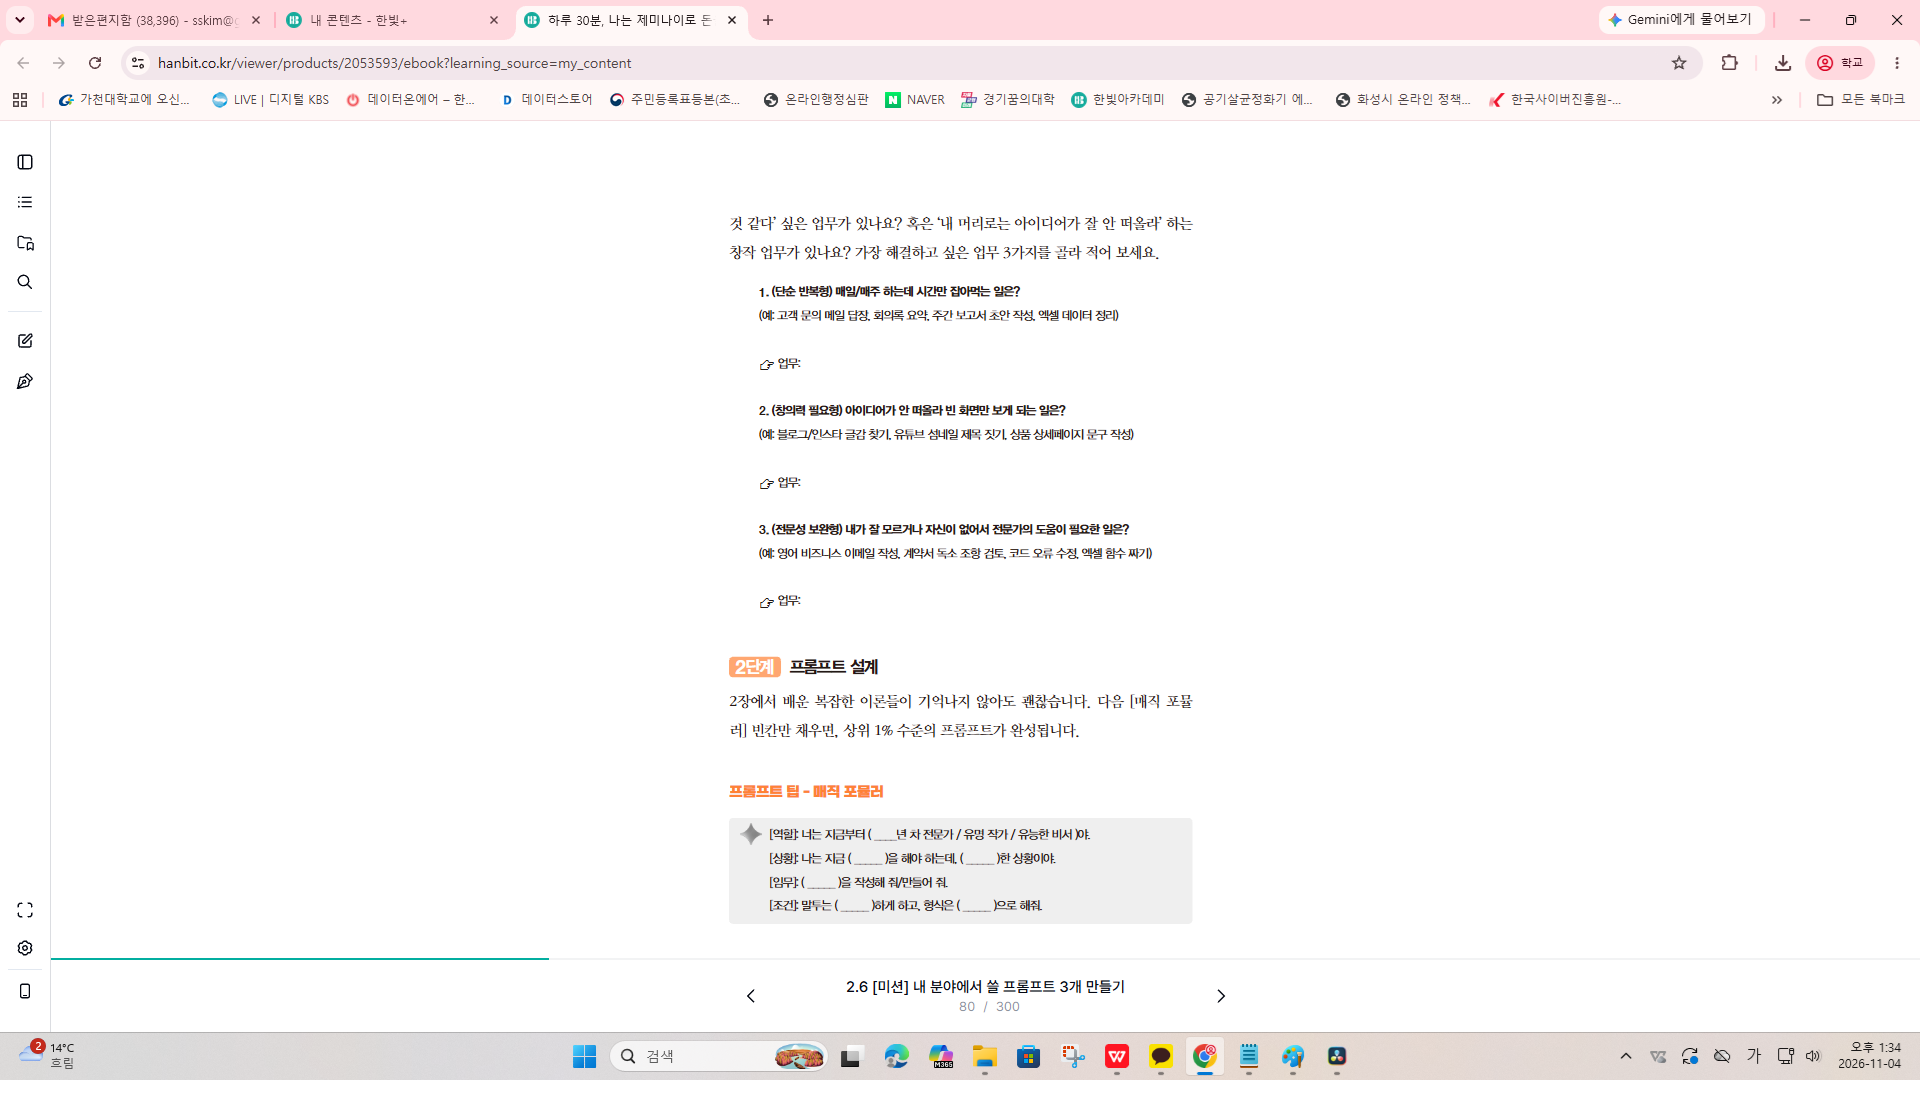 받은편지함 (38,396) - sskim@g
내 콘텐츠 - 한빛+
하루 30분, 나는 제미나이로 돈
Gemini에게 물어보기
hanbit.co.kr/viewer/products/2053593/ebook?learning_source=my_content
학교
가천대학교에 오신...
LIVE | 디지털 KBS
데이터온에어 – 한...
데이터스토어
주민등록표등본(초...
온라인행정심판
NAVER
경기꿈의대학
한빛아카데미
공기살균정화기 에...
화성시 온라인 정책...
한국사이버진흥원-...
모든 북마크
것 같다’ 싶은 업무가 있나요? 혹은 ‘내 머리로는 아이디어가 잘 안 떠올라’ 하는
창작 업무가 있나요? 가장 해결하고 싶은 업무 3가지를 골라 적어 보세요.
1. (단순 반복형) 매일/매주 하는데 시간만 잡아먹는 일은?
(예: 고객 문의 메일 답장, 회의록 요약, 주간 보고서 초안 작성, 엑셀 데이터 정리)
👉 업무:
2. (창의력 필요형) 아이디어가 안 떠올라 빈 화면만 보게 되는 일은?
(예: 블로그/인스타 글감 찾기, 유튜브 섬네일 제목 짓기, 상품 상세페이지 문구 작성)
👉 업무:
3. (전문성 보완형) 내가 잘 모르거나 자신이 없어서 전문가의 도움이 필요한 일은?
(예: 영어 비즈니스 이메일 작성, 계약서 독소 조항 검토, 코드 오류 수정, 엑셀 함수 짜기)
👉 업무:
2단계 프롬프트 설계
2장에서 배운 복잡한 이론들이 기억나지 않아도 괜찮습니다. 다음 [매직 포뮬
러] 빈칸만 채우면, 상위 1% 수준의 프롬프트가 완성됩니다.
프롬프트 팁 - 매직 포뮬러
[역할]: 너는 지금부터 ( ____년 차 전문가 / 유명 작가 / 유능한 비서 )야.
[상황]: 나는 지금 ( _____ )을 해야 하는데, ( _____ )한 상황이야.
[임무]: ( _____ )을 작성해 줘/만들어 줘.
[조건]: 말투는 ( _____ )하게 하고, 형식은 ( _____ )으로 해줘.
2.6 [미션] 내 분야에서 쓸 프롬프트 3개 만들기
80 / 300
2
14°C
흐림
검색
M365
가
오후 1:34
2026-11-04